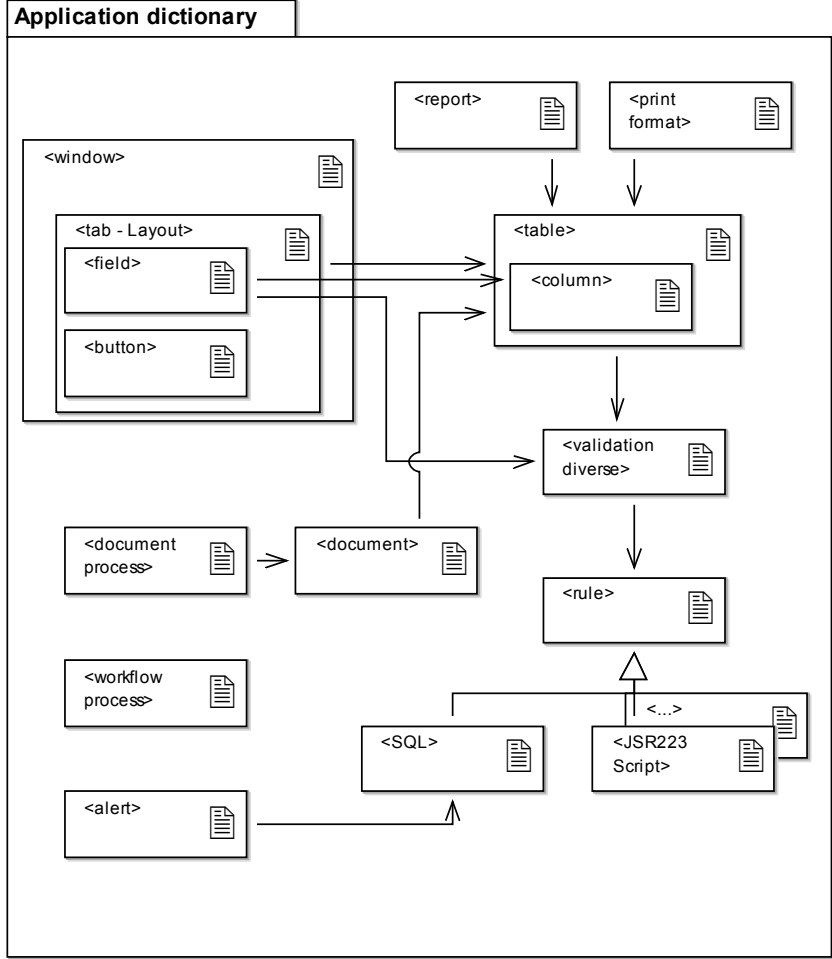 Application dictionary
<report>
<print
format>
<window>
<tab - Layout>
<table>
<field>
<column>
<button>
<validation
diverse>
<document
process>
<document>
<rule>
<workflow
process>
<...>
<SQL>
<JSR223
Script>
<alert>